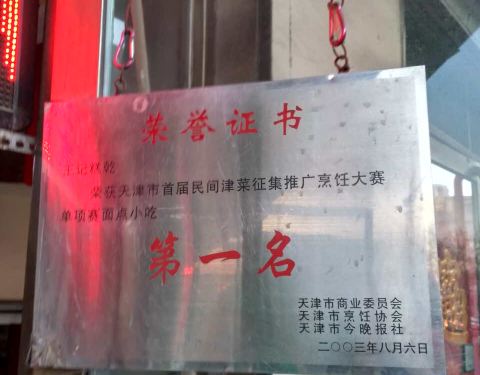 荣誉证书
王记糕乾
荣获天津市首届民间津菜征集推广烹饪大赛
单项赛面点小吃
第一名
天津市商业委员会
天津市烹饪协会
天津市今晚报社
二〇〇三年八月六日